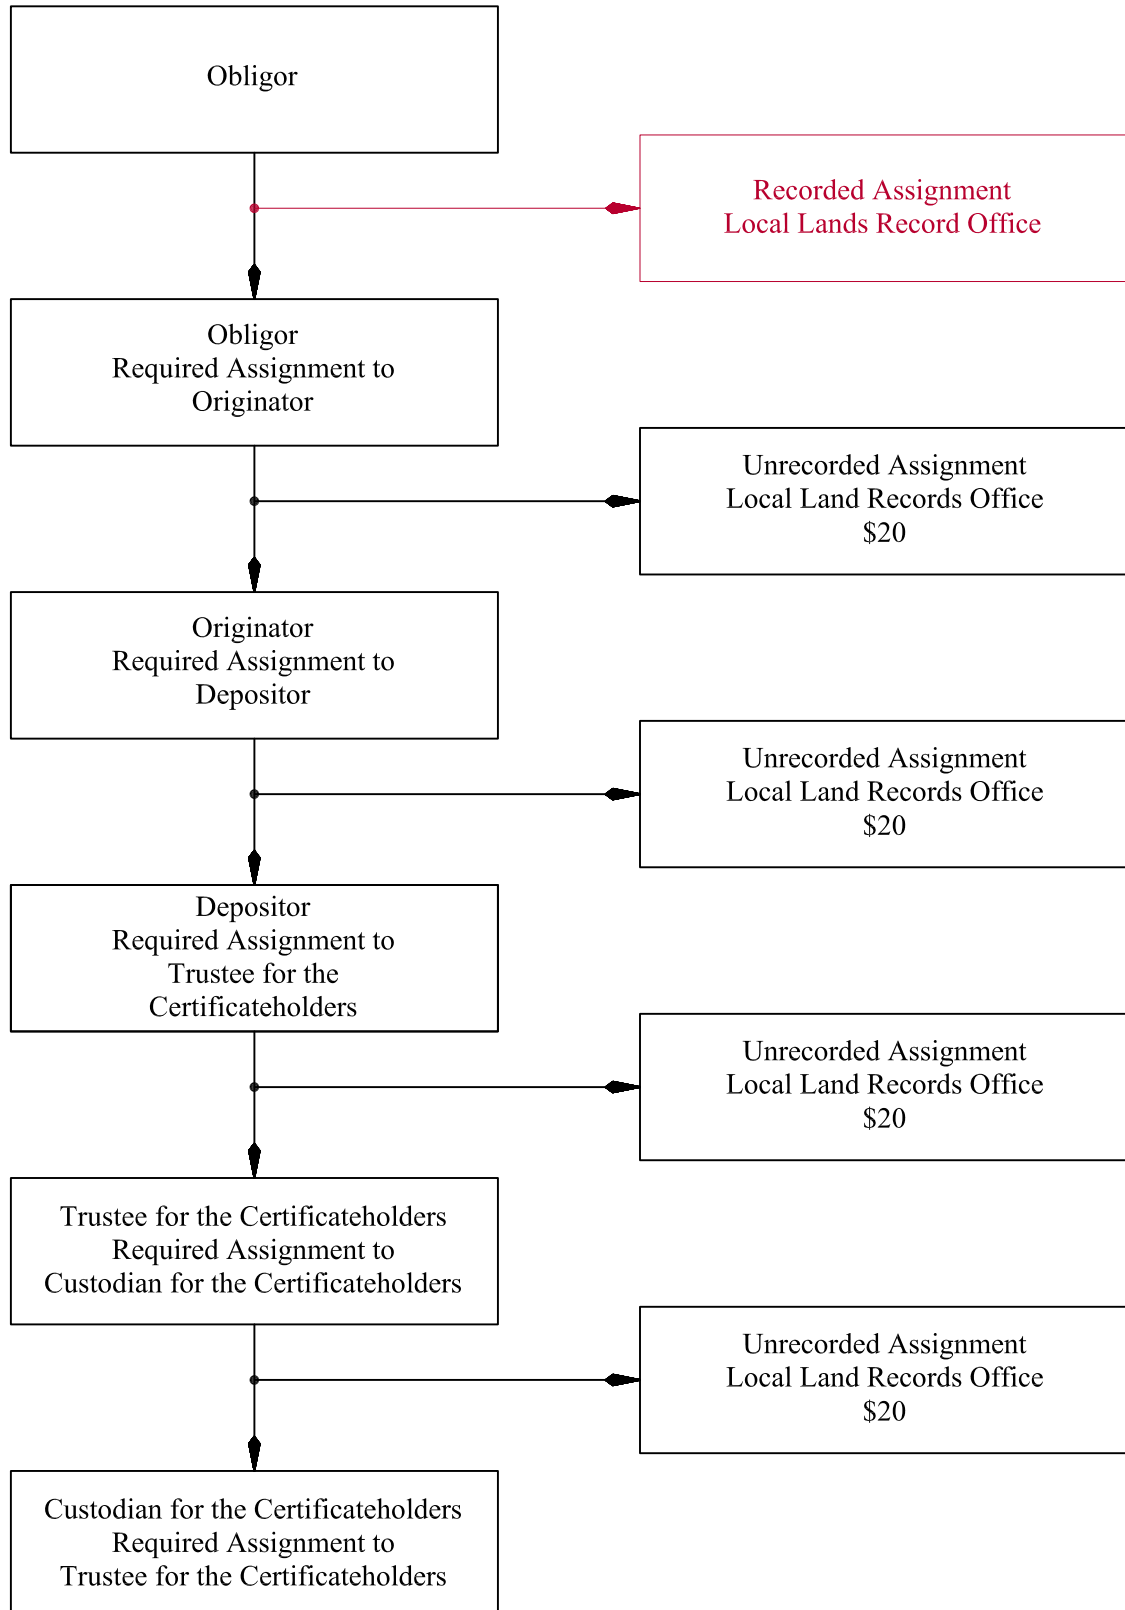 Obligor
Recorded Assignment
Local Lands Record Office
Obligor
Required Assignment to
Originator
Unrecorded Assignment
Local Land Records Office
$20
Originator
Required Assignment to
Depositor
Unrecorded Assignment
Local Land Records Office
$20
Depositor
Required Assignment to
Trustee for the
Certificateholders
Unrecorded Assignment
Local Land Records Office
$20
Trustee for the Certificateholders
Required Assignment to
Custodian for the Certificateholders
Unrecorded Assignment
Local Land Records Office
$20
Custodian for the Certificateholders
Required Assignment to
Trustee for the Certificateholders